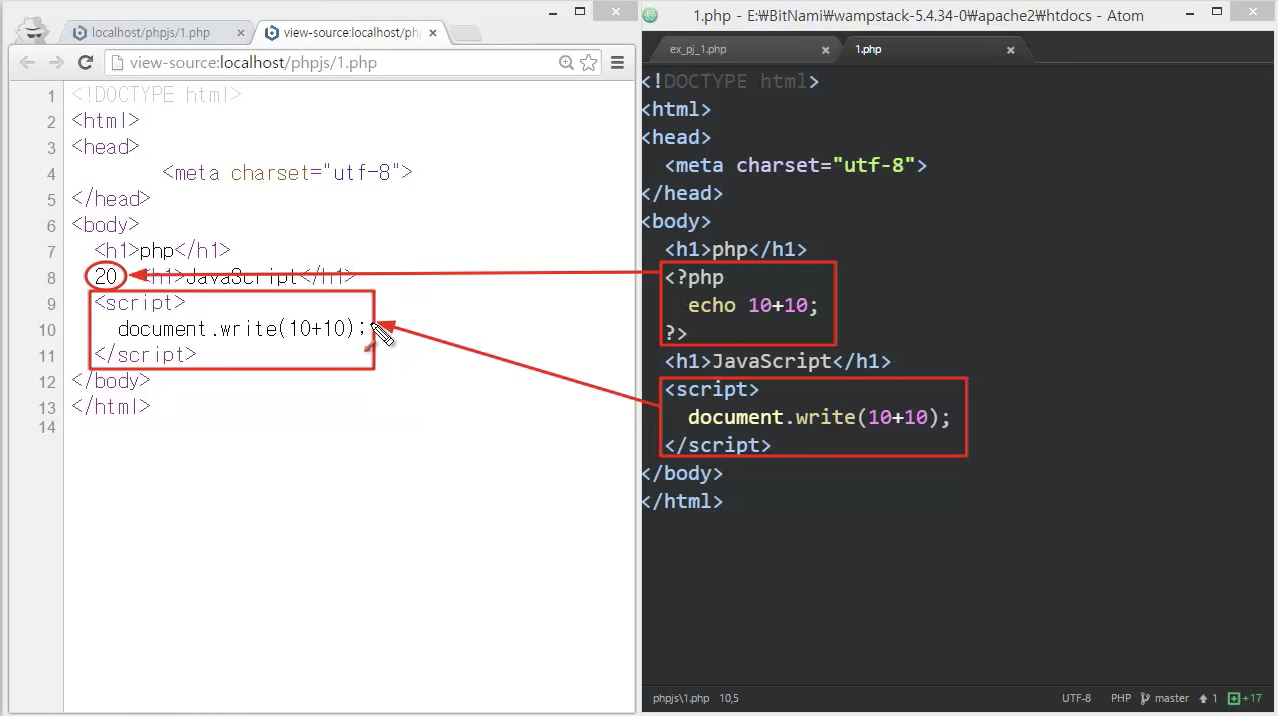 localhost/phpjs/1.php
view-source:localhost/ph
view-source:localhost/phpjs/1.php
1 <!DOCTYPE html>
2 <html>
3 <head>
4 <meta charset="utf-8">
5 </head>
6 <body>
7 <h1>php</h1>
8 20 <h1>JavaScript</h1>
9 <script>
10 document.write(10+10);
11 </script>
12 </body>
13 </html>
14
1.php - E:₩BitNami₩wampstack-5.4.34-0₩apache2₩htdocs - Atom
ex_pj_1.php
1.php
<!DOCTYPE html>
<html>
<head>
<meta charset="utf-8">
</head>
<body>
<h1>php</h1>
<?php
echo 10+10;
?>
<h1>JavaScript</h1>
<script>
document.write(10+10);
</script>
</body>
</html>
phpjs\1.php 10,5
UTF-8 PHP master 1 +17